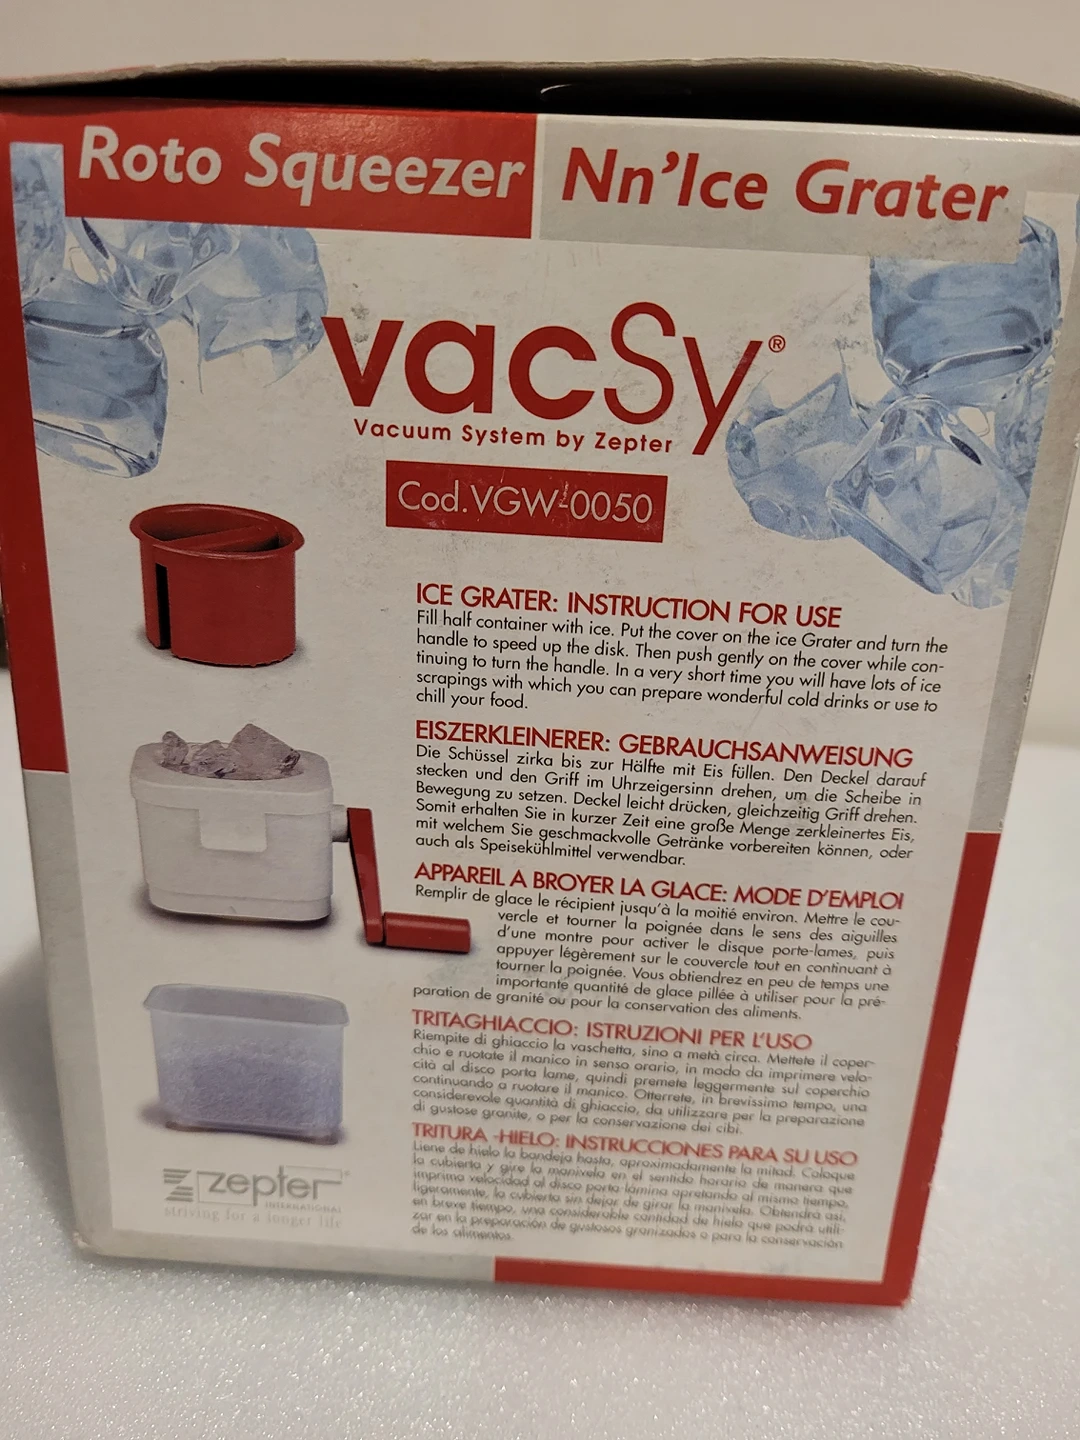 Roto Squeezer
Nn'Ice Grater
vacSy®
Vacuum System by Zepter
Cod.VGW-0050
ICE GRATER: INSTRUCTION FOR USE
Fill half container with ice. Put the cover on the ice Grater and turn the
handle to speed up the disk. Then push gently on the cover while con-
tinuing to turn the handle. In a very short time you will have lots of ice
scrapings with which you can prepare wonderful cold drinks or use to
chill your food.
EISZERKLEINERER: GEBRAUCHSANWEISUNG
Die Schüssel zirka bis zur Hälfte mit Eis füllen. Den Deckel darauf
stecken und den Griff im Uhrzeigersinn drehen, um die Scheibe in
Bewegung zu setzen. Deckel leicht drücken, gleichzeitig Griff drehen.
Somit erhalten Sie in kurzer Zeit eine große Menge zerkleinertes Eis,
mit welchem Sie geschmackvolle Getränke vorbereiten können, oder
auch als Speisekühlmittel verwendbar.
APPAREIL A BROYER LA GLACE: MODE D'EMPLOI
Remplir de glace le récipient jusqu'à la moitié environ. Mettre le cou-
vercle et tourner la poignée dans le sens des aiguilles
d'une montre pour activer le disque porte-lames, puis
appuyer légèrement sur le couvercle tout en continuant à
tourner la poignée. Vous obtiendrez en peu de temps une
importante quantité de glace pillée à utiliser pour la pré-
paration de granité ou pour la conservation des aliments.
TRITAGHIACCIO: ISTRUZIONI PER L'USO
Riempite di ghiaccio la vaschetta, sino a metà circa. Mettete il coper-
chio e ruotate il manico in senso orario, in modo da imprimere velo-
cità al disco porta lame, quindi premete leggermente sul coperchio
continuando a ruotare il manico. Otterrete, in brevissimo tempo, una
considerevole quantità di ghiaccio, da utilizzare per la preparazione
di gustose granite, o per la conservazione dei cibi.
TRITURA -HIELO: INSTRUCCIONES PARA SU USO
Llene de hielo la bandeja hasta, aproximadamente la mitad. Coloque
la cubierta y gire la manivela en el sentido horario de manera que
imprima velocidad al disco porta-lámina apretando al mismo tiempo,
ligeramente, la cubierta sin dejar de girar la manivela. Obtendrá así,
en breve tiempo, una considerable cantidad de hielo que podrá utili-
zar en la preparación de gustosos granizados o para la conservación
de los alimentos.
zepter
INTERNATIONAL
striving for a longer life